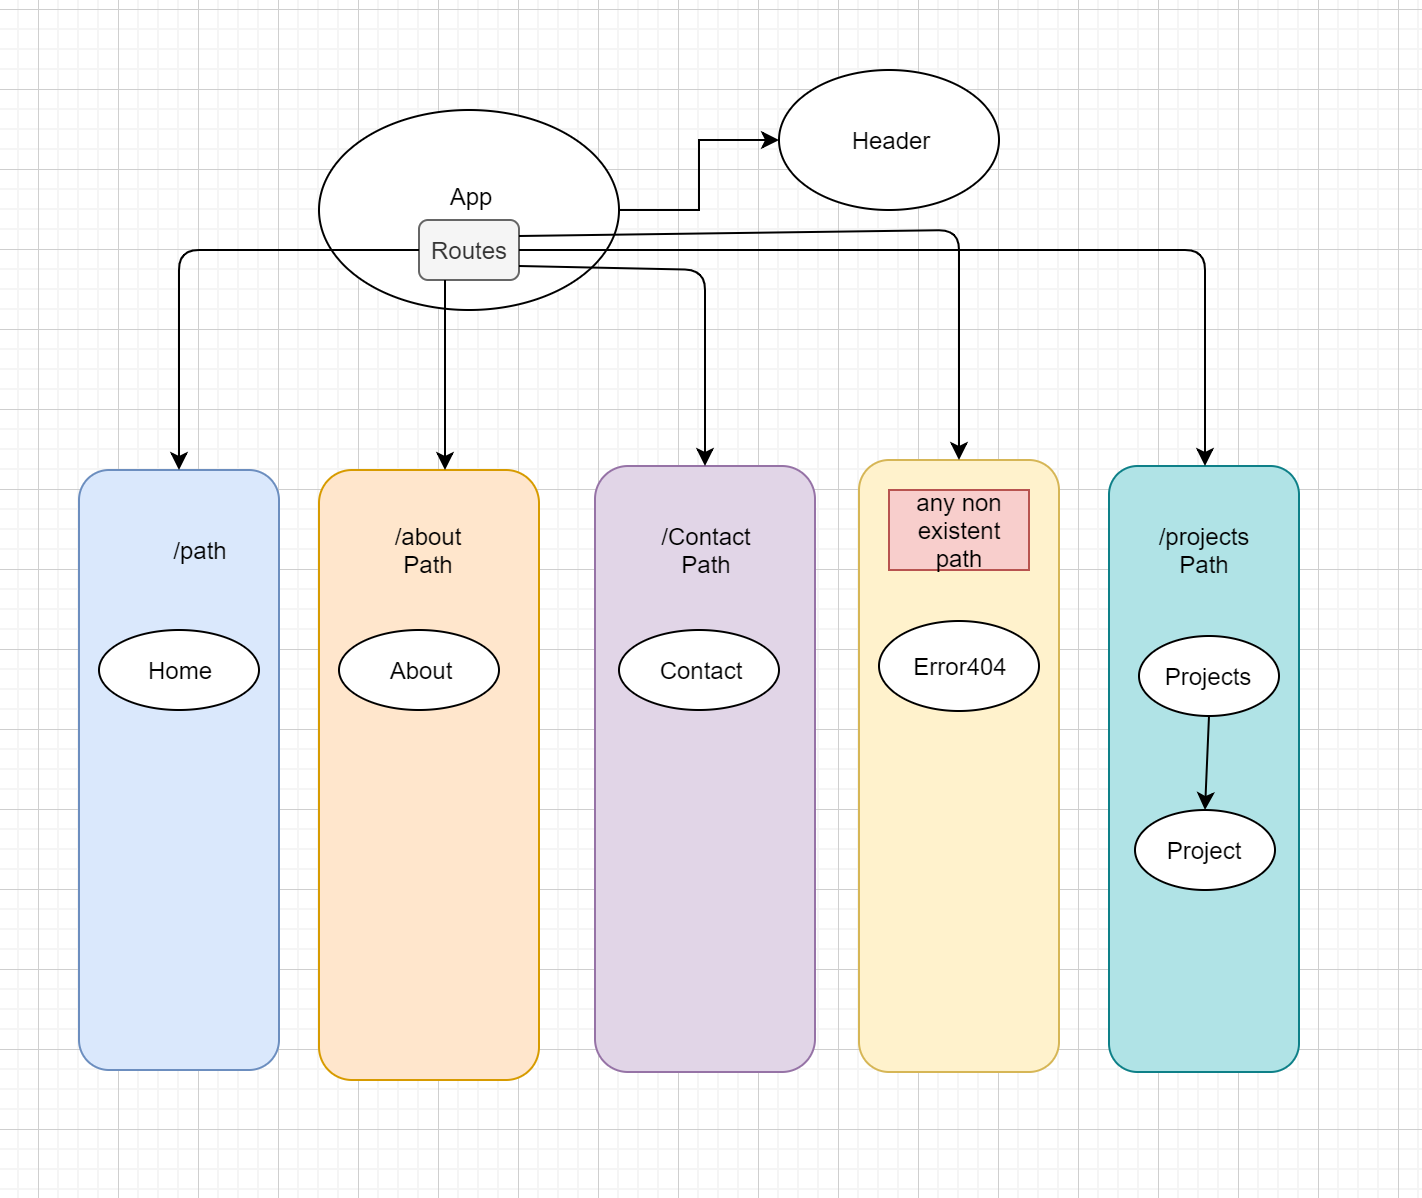 Header
App
Routes
/path
/about
Path
/Contact
Path
any non
existent
path
/projects
Path
Home
About
Contact
Error404
Projects
Project